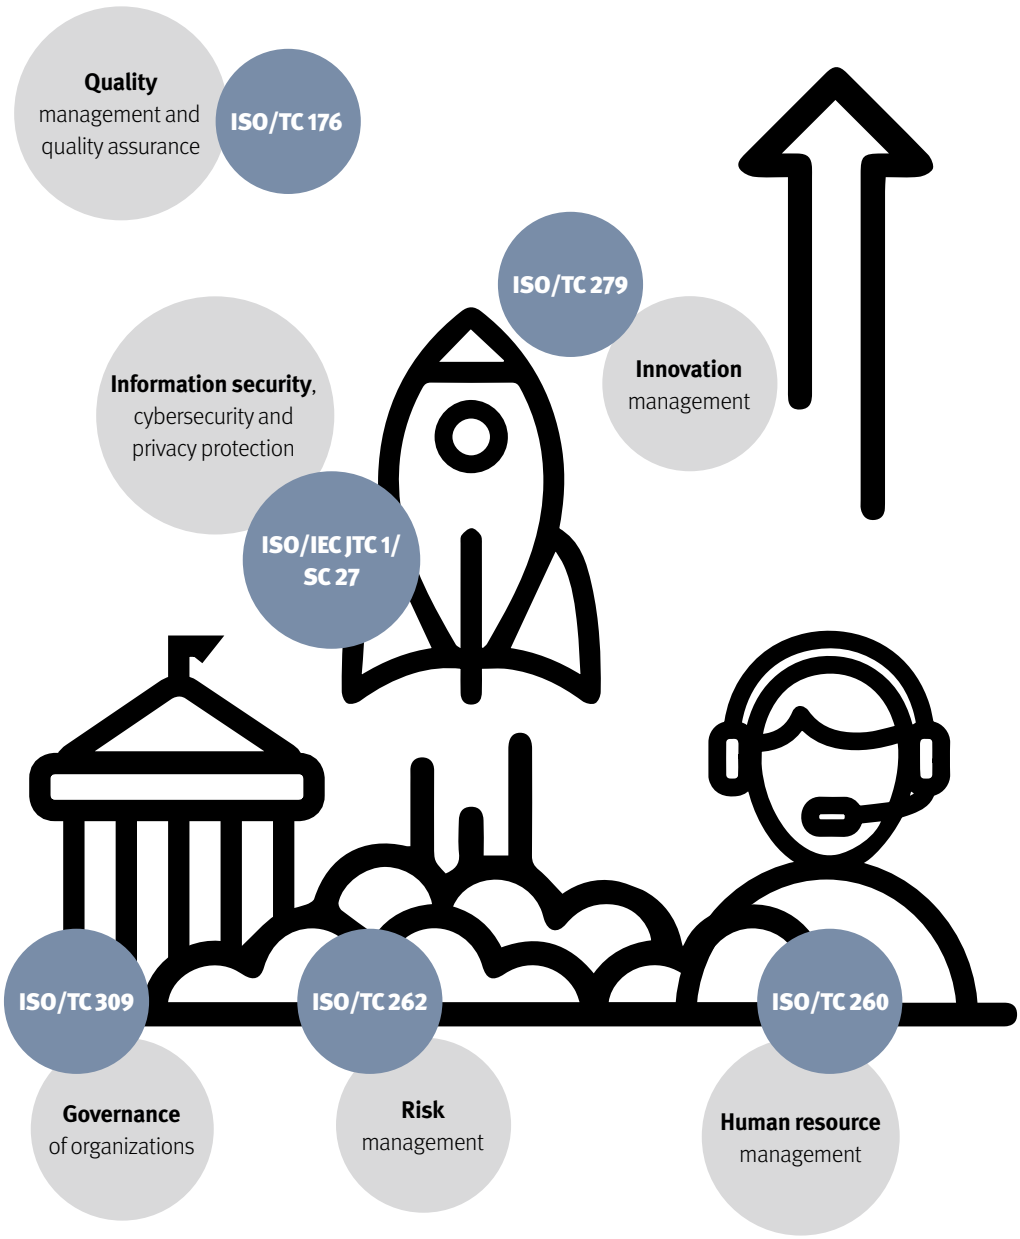 Quality
management and
quality assurance
ISO/TC 176
ISO/TC 279
Innovation
management
Information security,
cybersecurity and
privacy protection
ISO/IEC JTC 1/
SC 27
ISO/TC 309
Governance
of organizations
ISO/TC 262
Risk
management
ISO/TC 260
Human resource
management